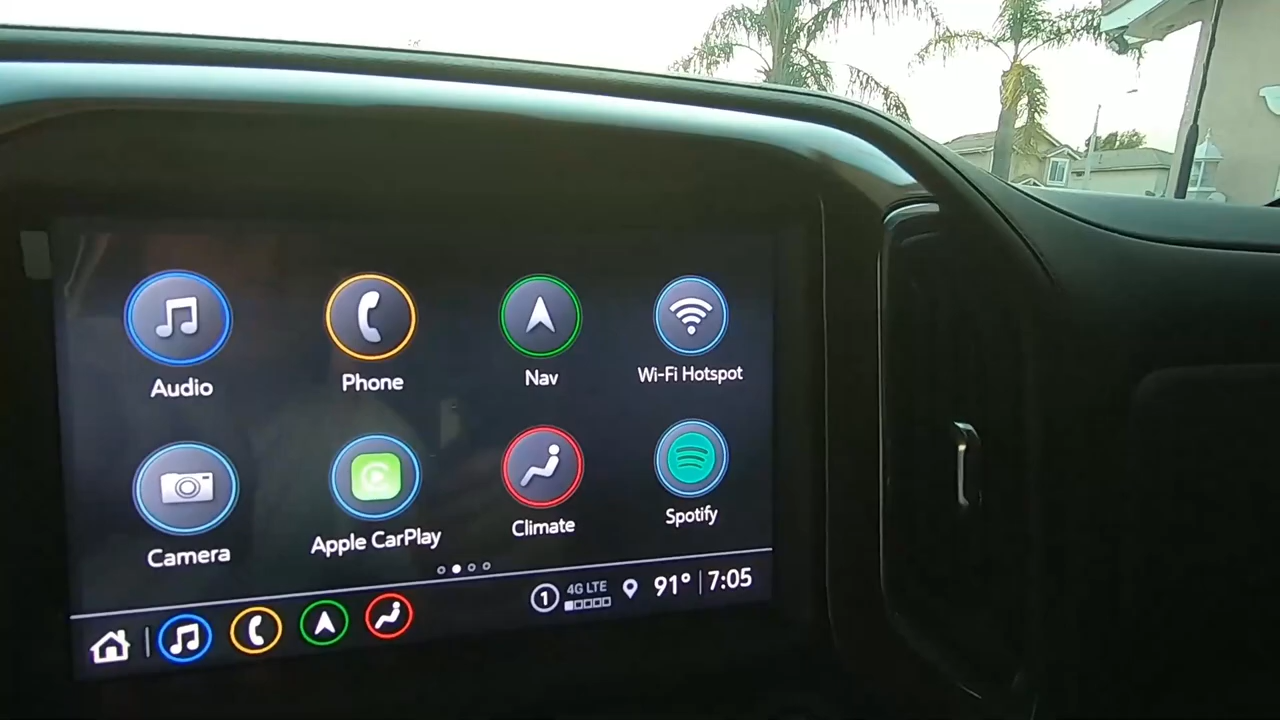 Audio
Phone
Nav
Wi-Fi Hotspot
Camera
Apple CarPlay
Climate
Spotify
1
4G LTE
91°
7:05